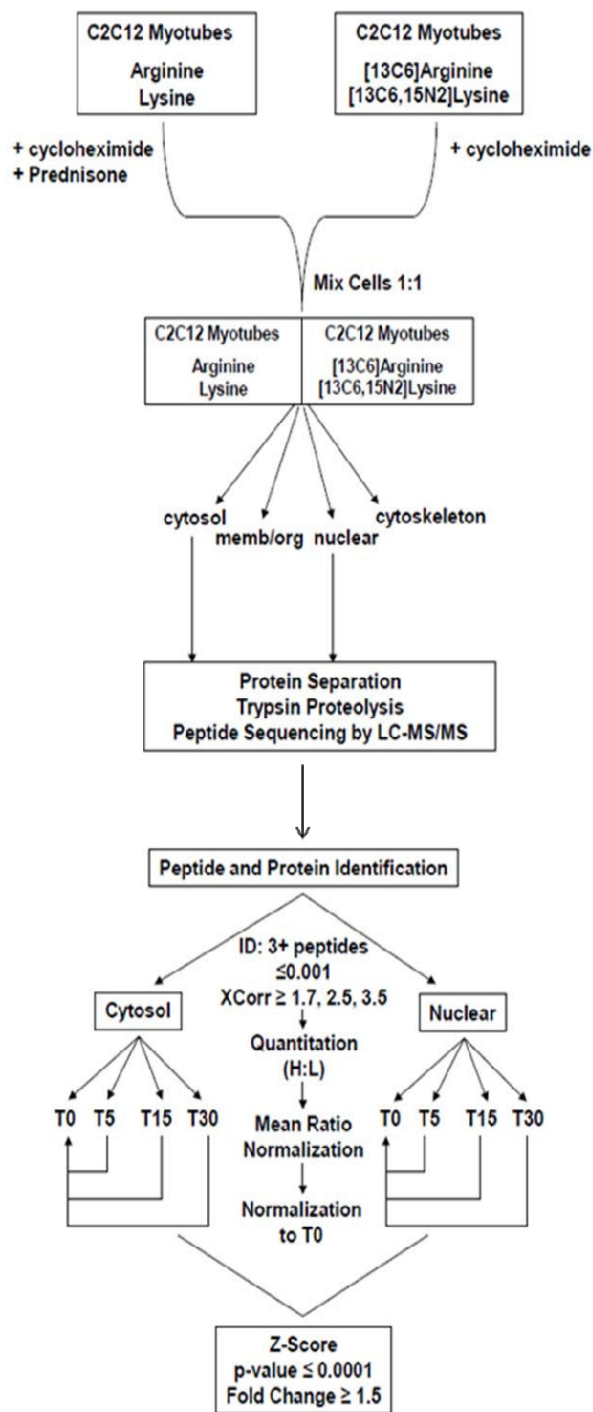 C2C12 Myotubes
Arginine
Lysine
C2C12 Myotubes
[13C6]Arginine
[13C6,15N2]Lysine
+ cycloheximide
+ Prednisone
+ cycloheximide
Mix Cells 1:1
C2C12 Myotubes
Arginine
Lysine
C2C12 Myotubes
[13C6]Arginine
[13C6,15N2]Lysine
cytosol
memb/org
nuclear
cytoskeleton
Protein Separation
Trypsin Proteolysis
Peptide Sequencing by LC-MS/MS
Peptide and Protein Identification
ID: 3+ peptides
≤0.001
XCorr ≥ 1.7, 2.5, 3.5
Cytosol
Nuclear
Quantitation
(H:L)
T0 T5 T15 T30
Mean Ratio
Normalization
T0 T5 T15 T30
Normalization
to T0
Z-Score
p-value ≤ 0.0001
Fold Change ≥ 1.5